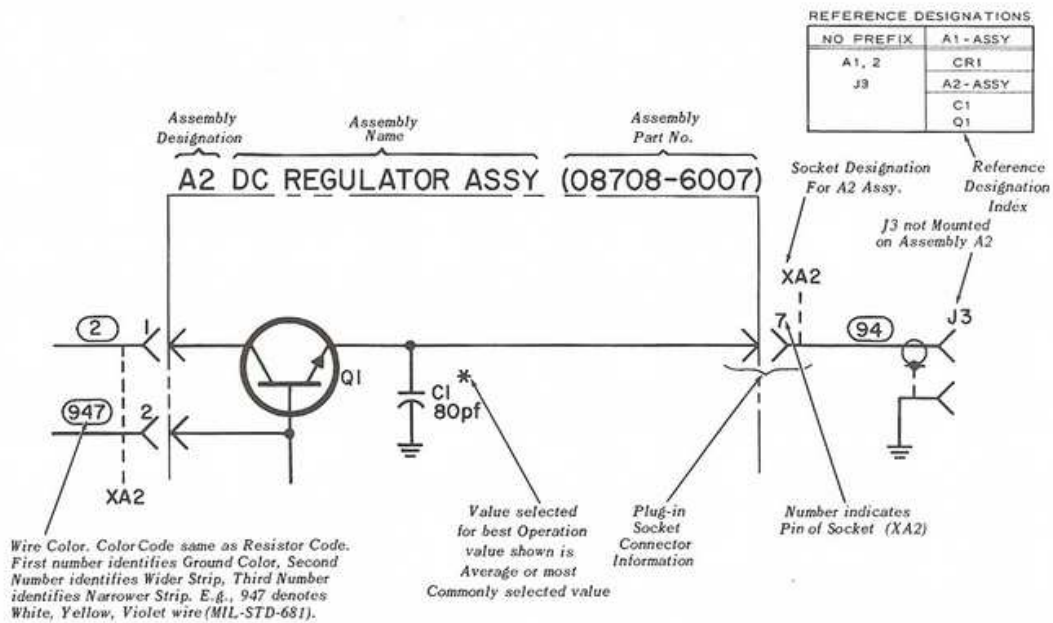 REFERENCE DESIGNATIONS
NO PREFIX
A1-ASSY
A1, 2
J3
CR1
A2-ASSY
C1
Q1
Assembly
Designation
Assembly
Name
Assembly
Part No.
A2 DC REGULATOR ASSY (08708-6007)
Socket Designation
For A2 Assy.
Reference
Designation
Index
J3 not Mounted
on Assembly A2
XA2
2
1
7
94
J3
Q1
C1
80pf
*
947
2
XA2
Wire Color. Color Code same as Resistor Code.
First number identifies Ground Color, Second
Number identifies Wider Strip, Third Number
identifies Narrower Strip. E.g., 947 denotes
White, Yellow, Violet wire (MIL-STD-681).
Value selected
for best Operation
value shown is
Average or most
Commonly selected value
Plug-in
Socket
Connector
Information
Number indicates
Pin of Socket (XA2)